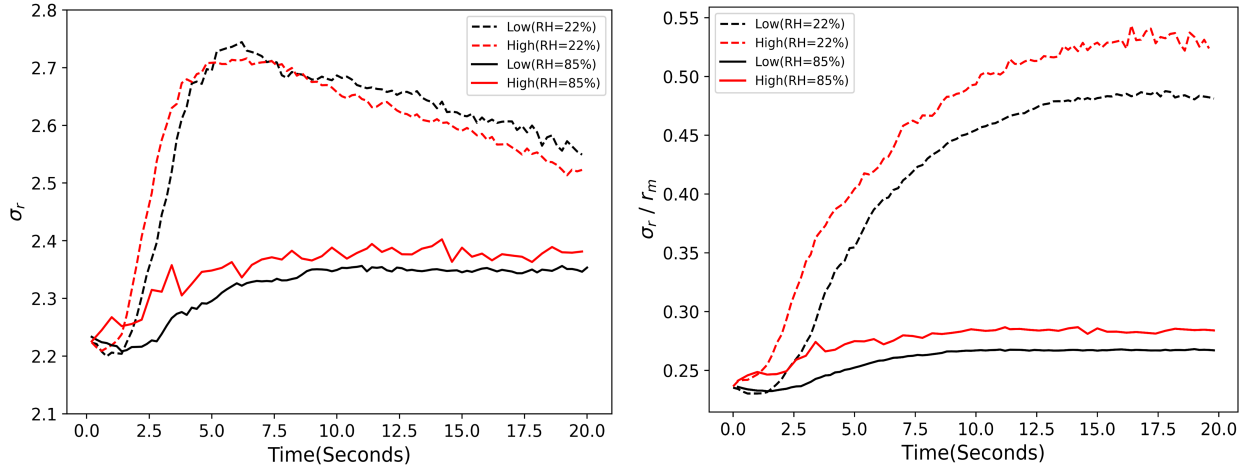 2.8
2.7
2.6
2.5
2.4
2.3
2.2
2.1
σr
0.0 2.5 5.0 7.5 10.0 12.5 15.0 17.5 20.0
Time(Seconds)
Low(RH=22%)
High(RH=22%)
Low(RH=85%)
High(RH=85%)
0.55
0.50
0.45
0.40
0.35
0.30
0.25
σr / rm
0.0 2.5 5.0 7.5 10.0 12.5 15.0 17.5 20.0
Time(Seconds)
Low(RH=22%)
High(RH=22%)
Low(RH=85%)
High(RH=85%)